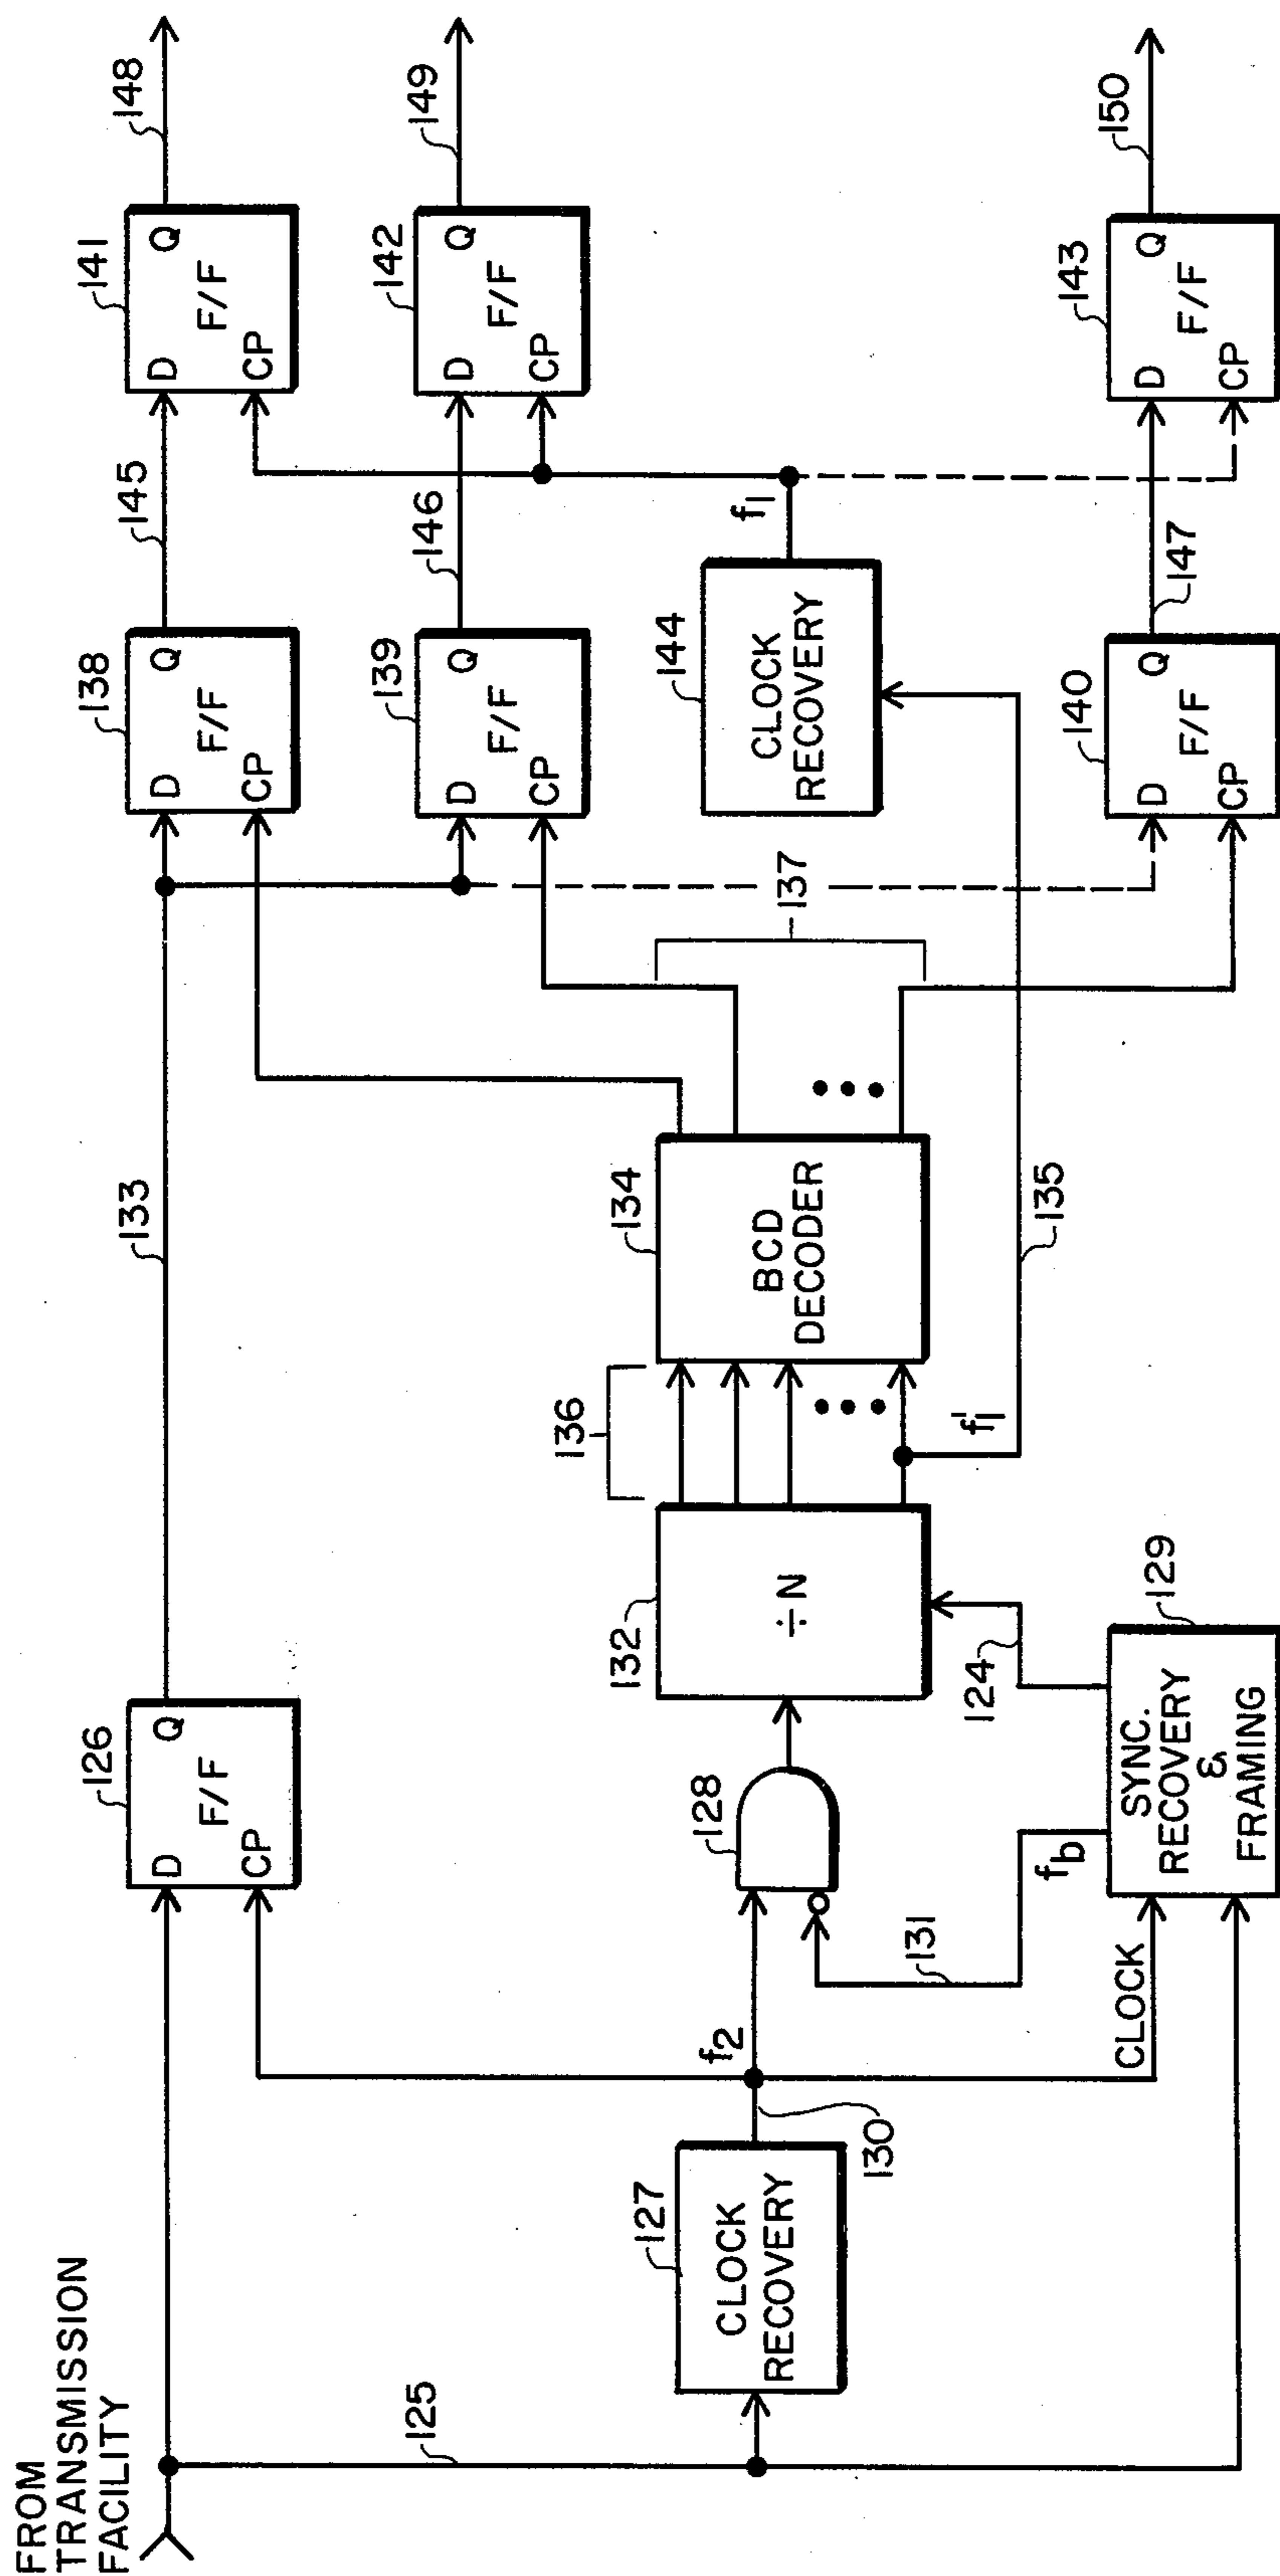 FROM
TRANSMISSION
FACILITY
125
CLOCK
RECOVERY
127
130
f2
D Q
F/F
CP
126
133
128
131
fb
CLOCK
SYNC.
RECOVERY
&
FRAMING
129
124
÷N
132
136
f'1
135
BCD
DECODER
134
137
D Q
F/F
CP
138
D Q
F/F
CP
139
D Q
F/F
CP
140
145
146
147
CLOCK
RECOVERY
144
f1
D Q
F/F
CP
141
D Q
F/F
CP
142
D Q
F/F
CP
143
148
149
150